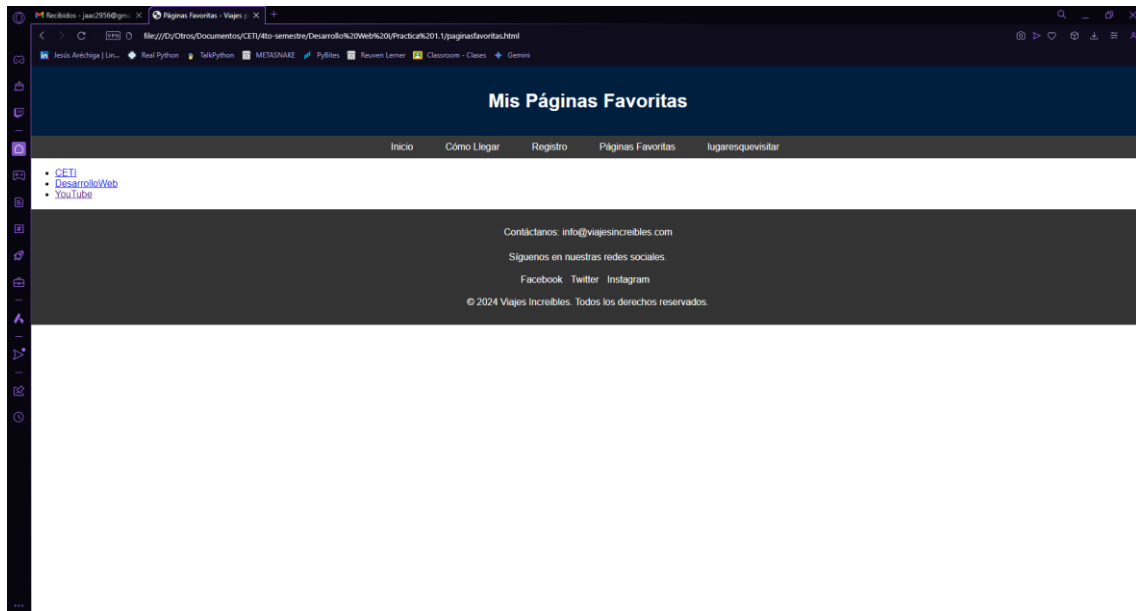 Recibidos - jaac2956@gm
Páginas Favoritas - Viajes p
VPN
file:///D:/Otros/Documentos/CETI/4to-semestre/Desarrollo%20Web%20I/Practica%201.1/paginasfavoritas.html
Jesús Aréchiga | Lin... Real Python TalkPython METASNAKE PyBites Reuven Lerner Classroom - Clases Gemini
Mis Páginas Favoritas
Inicio Cómo Llegar Registro Páginas Favoritas lugaresquevisitar
CETI
DesarrolloWeb
YouTube
Contáctanos: info@viajesincreibles.com
Síguenos en nuestras redes sociales.
Facebook Twitter Instagram
© 2024 Viajes Increíbles. Todos los derechos reservados.